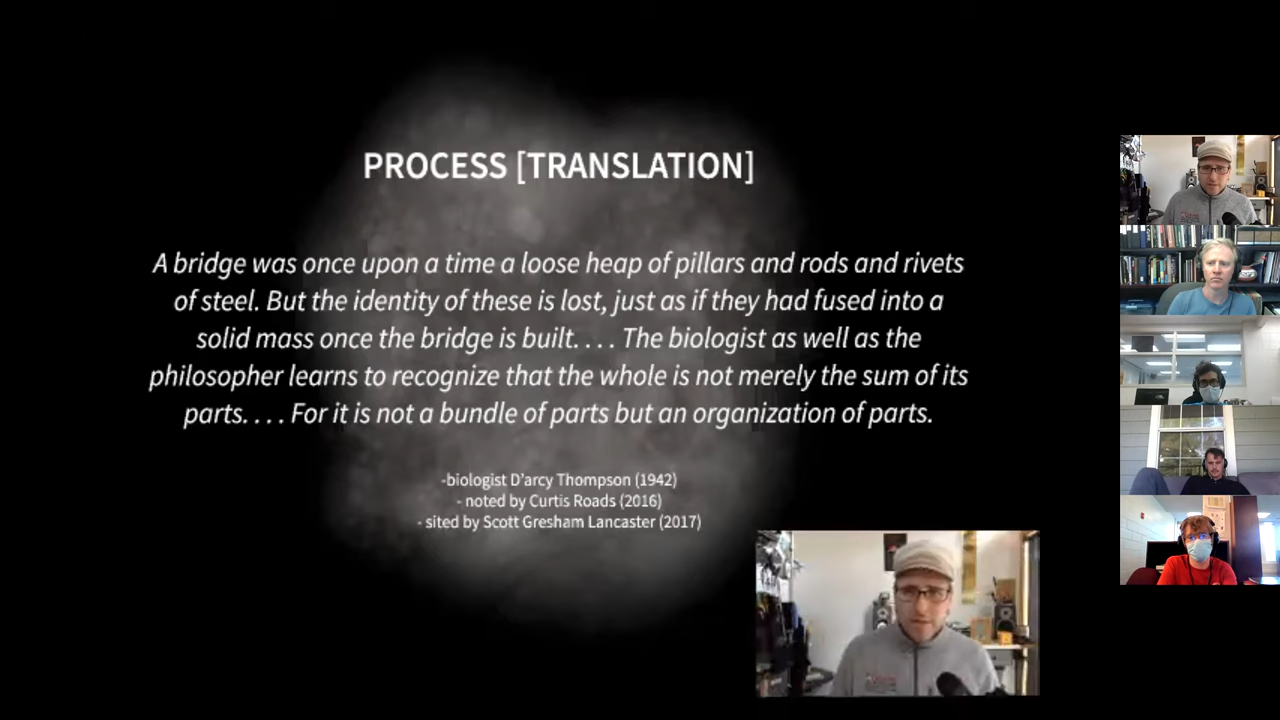 PROCESS [TRANSLATION]
A bridge was once upon a time a loose heap of pillars and rods and rivets
of steel. But the identity of these is lost, just as if they had fused into a
solid mass once the bridge is built. . . . The biologist as well as the
philosopher learns to recognize that the whole is not merely the sum of its
parts. . . . For it is not a bundle of parts but an organization of parts.
-biologist D'arcy Thompson (1942)
- noted by Curtis Roads (2016)
- sited by Scott Gresham Lancaster (2017)